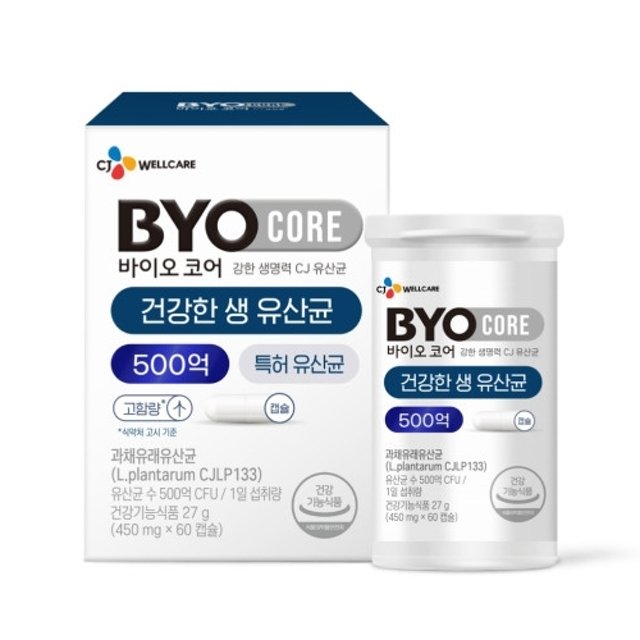 BYO CORE
CJ WELLCARE
BYO CORE
바이오 코어 강한 생명력 CJ 유산균
건강한 생 유산균
500억 특허 유산균
고함량* 캡슐
*식약처 고시 기준
과채유래유산균
(L.plantarum CJLP133)
유산균 수 500억 CFU / 1일 섭취량
건강기능식품 27 g
(450 mg × 60 캡슐)
건강
기능식품
CJ WELLCARE
BYO CORE
바이오 코어 강한 생명력 CJ 유산균
건강한 생 유산균
500억 캡슐
과채유래유산균
(L.plantarum CJLP133)
유산균 수 500억 CFU /
1일 섭취량
건강기능식품 27 g
(450 mg × 60 캡슐)
건강
기능식품